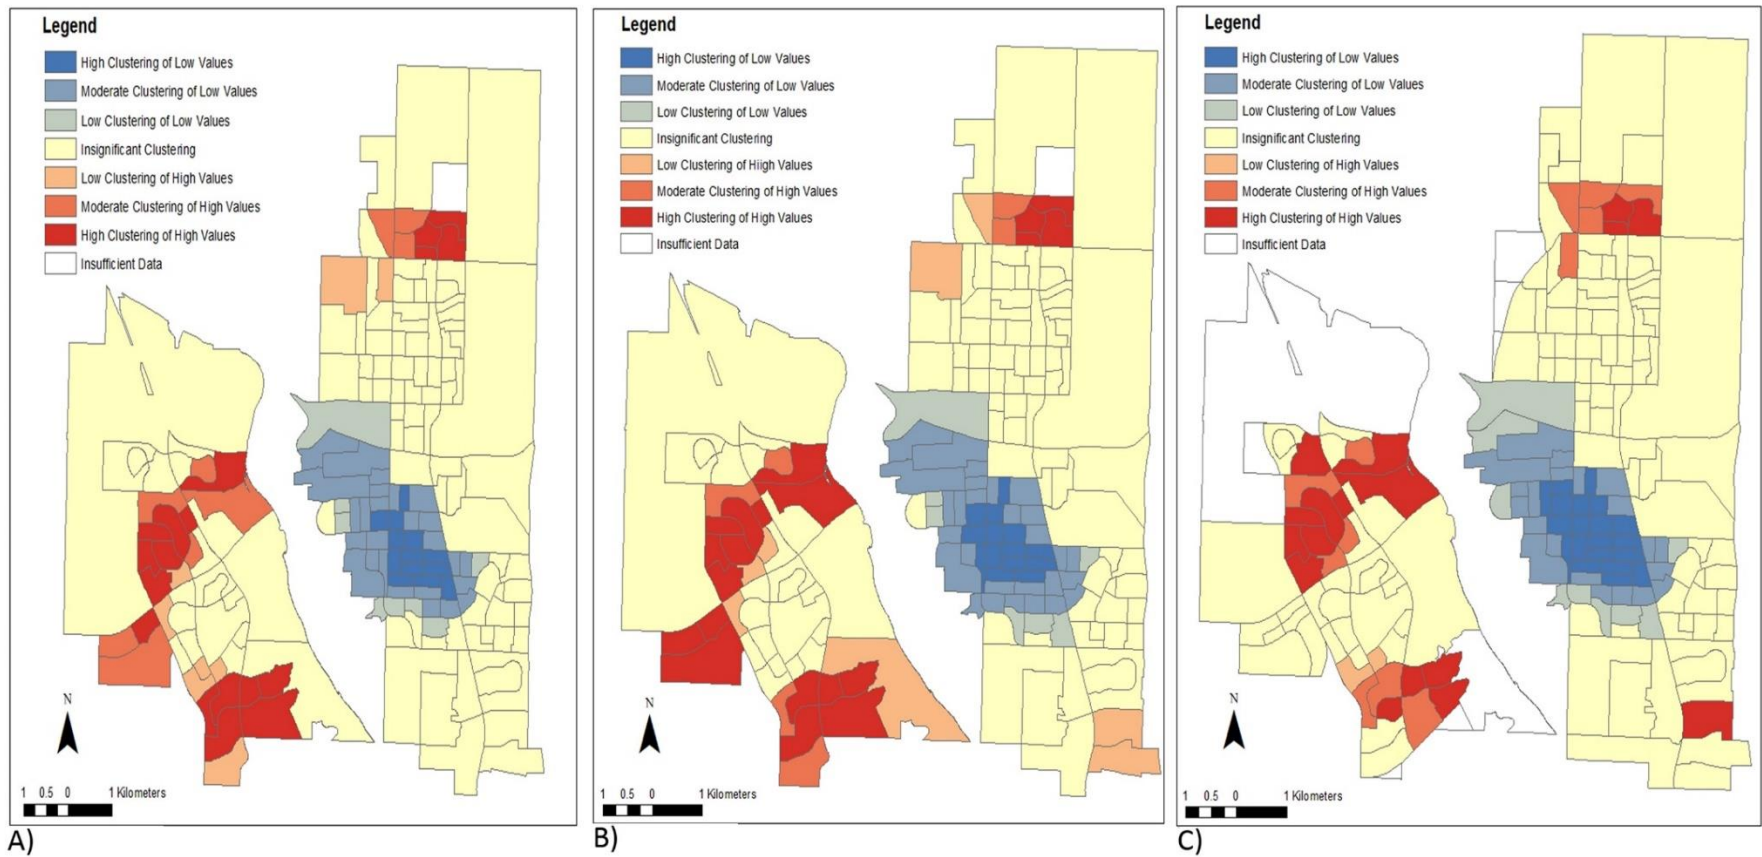 Legend
High Clustering of Low Values
Moderate Clustering of Low Values
Low Clustering of Low Values
Insignificant Clustering
Low Clustering of High Values
Moderate Clustering of High Values
High Clustering of High Values
Insufficient Data
N
1 0.5 0 1 Kilometers
A)
Legend
High Clustering of Low Values
Moderate Clustering of Low Values
Low Clustering of Low Values
Insignificant Clustering
Low Clustering of Hiigh Values
Moderate Clustering of High Values
High Clustering of High Values
Insufficient Data
N
1 0.5 0 1 Kilometers
B)
Legend
High Clustering of Low Values
Moderate Clustering of Low Values
Low Clustering of Low Values
Insignificant Clustering
Low Clustering of High Values
Moderate Clustering of High Values
High Clustering of High Values
Insufficient Data
N
1 0.5 0 1 Kilometers
C)